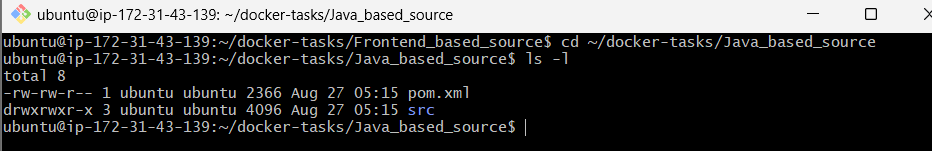 ubuntu@ip-172-31-43-139: ~/docker-tasks/Java_based_source
ubuntu@ip-172-31-43-139:~/docker-tasks/Frontend_based_source$ cd ~/docker-tasks/Java_based_source
ubuntu@ip-172-31-43-139:~/docker-tasks/Java_based_source$ ls -l
total 8
-rw-rw-r-- 1 ubuntu ubuntu 2366 Aug 27 05:15 pom.xml
drwxrwxr-x 3 ubuntu ubuntu 4096 Aug 27 05:15 src
ubuntu@ip-172-31-43-139:~/docker-tasks/Java_based_source$